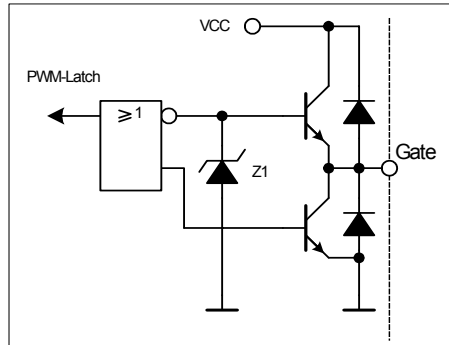 VCC
PWM-Latch
≥1
Gate
Z1